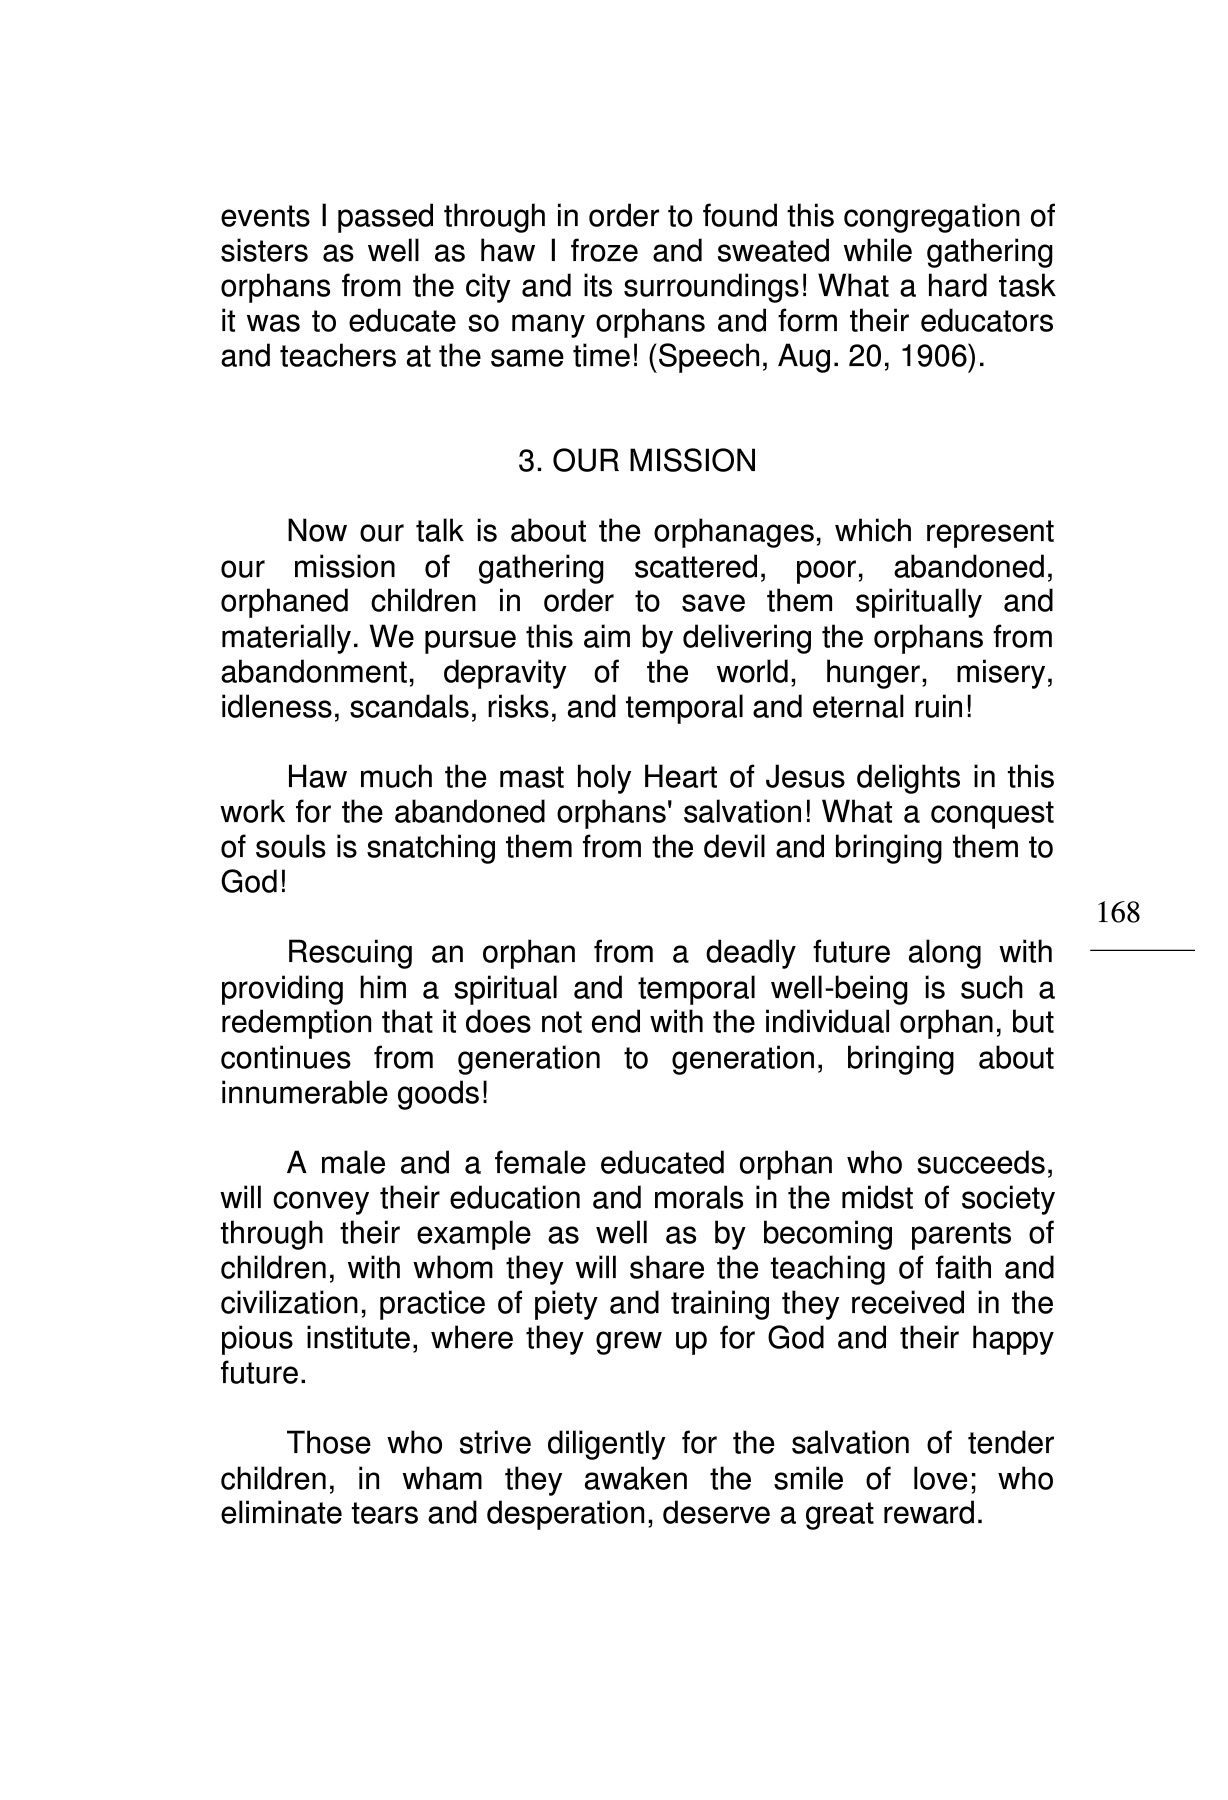 events I passed through in order to found this congregation of
sisters as well as haw I froze and sweated while gathering
orphans from the city and its surroundings! What a hard task
it was to educate so many orphans and form their educators
and teachers at the same time! (Speech, Aug. 20, 1906).
3. OUR MISSION
Now our talk is about the orphanages, which represent
our mission of gathering scattered, poor, abandoned,
orphaned children in order to save them spiritually and
materially. We pursue this aim by delivering the orphans from
abandonment, depravity of the world, hunger, misery,
idleness, scandals, risks, and temporal and eternal ruin!
Haw much the mast holy Heart of Jesus delights in this
work for the abandoned orphans' salvation! What a conquest
of souls is snatching them from the devil and bringing them to
God!
168
Rescuing an orphan from a deadly future along with
providing him a spiritual and temporal well-being is such a
redemption that it does not end with the individual orphan, but
continues from generation to generation, bringing about
innumerable goods!
A male and a female educated orphan who succeeds,
will convey their education and morals in the midst of society
through their example as well as by becoming parents of
children, with whom they will share the teaching of faith and
civilization, practice of piety and training they received in the
pious institute, where they grew up for God and their happy
future.
Those who strive diligently for the salvation of tender
children, in wham they awaken the smile of love; who
eliminate tears and desperation, deserve a great reward.